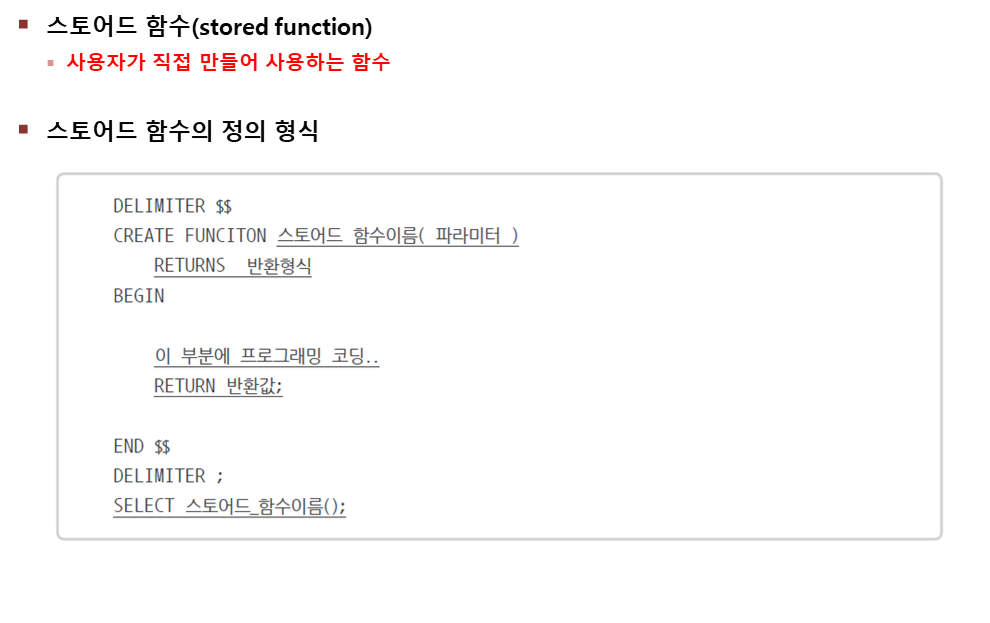 스토어드 함수(stored function)
사용자가 직접 만들어 사용하는 함수
스토어드 함수의 정의 형식
DELIMITER $$
CREATE FUNCITON 스토어드 함수이름( 파라미터 )
RETURNS 반환형식
BEGIN
이 부분에 프로그래밍 코딩..
RETURN 반환값;
END $$
DELIMITER ;
SELECT 스토어드_함수이름();